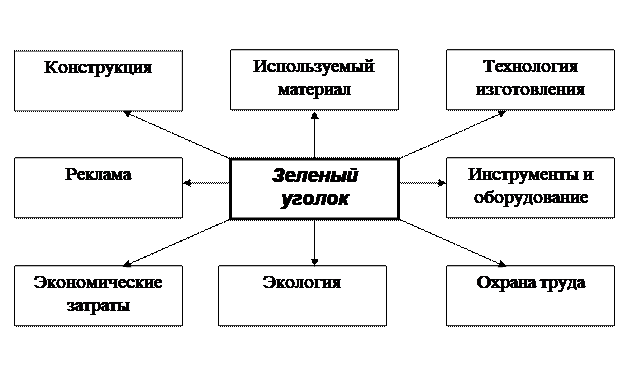 Конструкция
Используемый
материал
Технология
изготовления
Реклама
Зеленый
уголок
Инструменты и
оборудование
Экономические
затраты
Экология
Охрана труда